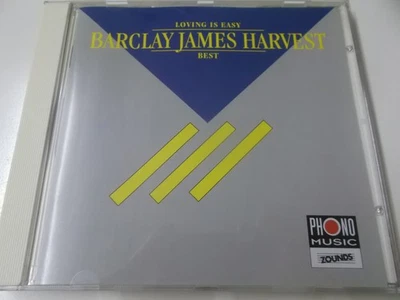 LOVING IS EASY
BARCLAY JAMES HARVEST
BEST
PHONO
MUSIC
ZOUNDS